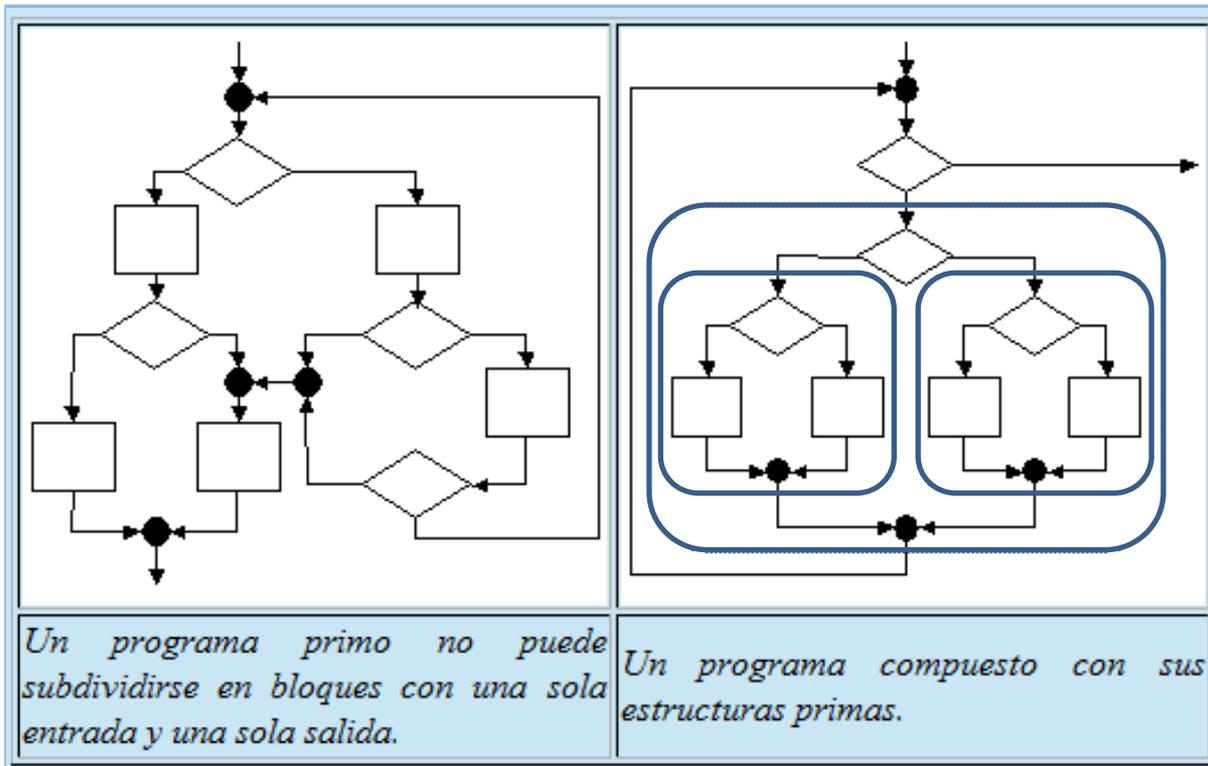 Un programa primo no puede
subdividirse en bloques con una sola
entrada y una sola salida.
Un programa compuesto con sus
estructuras primas.